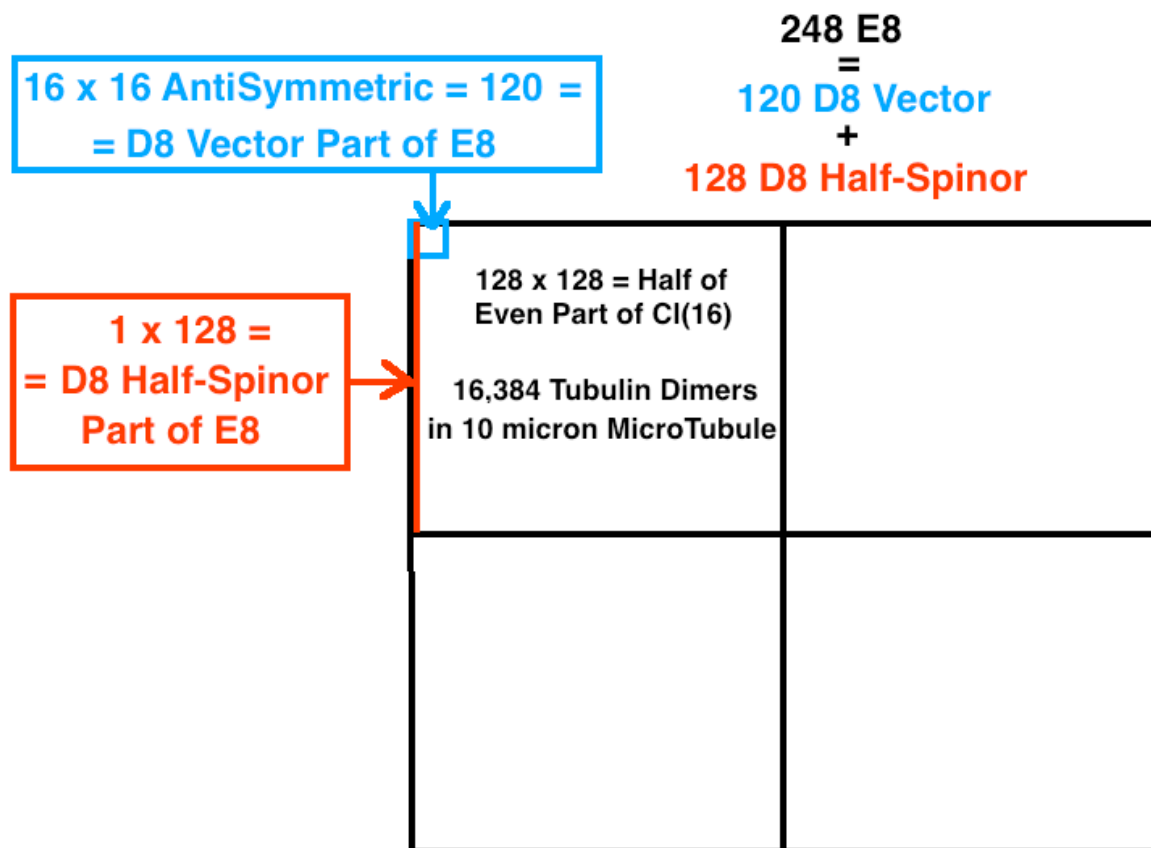 248 E8
=
120 D8 Vector
+
128 D8 Half-Spinor
16 x 16 AntiSymmetric = 120 =
= D8 Vector Part of E8
1 x 128 =
= D8 Half-Spinor
Part of E8
128 x 128 = Half of
Even Part of Cl(16)
16,384 Tubulin Dimers
in 10 micron MicroTubule